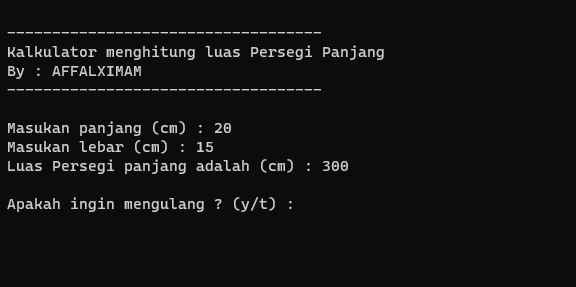 -----------------------------------
Kalkulator menghitung luas Persegi Panjang
By : AFFALXIMAM
-----------------------------------
Masukan panjang (cm) : 20
Masukan lebar (cm) : 15
Luas Persegi panjang adalah (cm) : 300
Apakah ingin mengulang ? (y/t) :